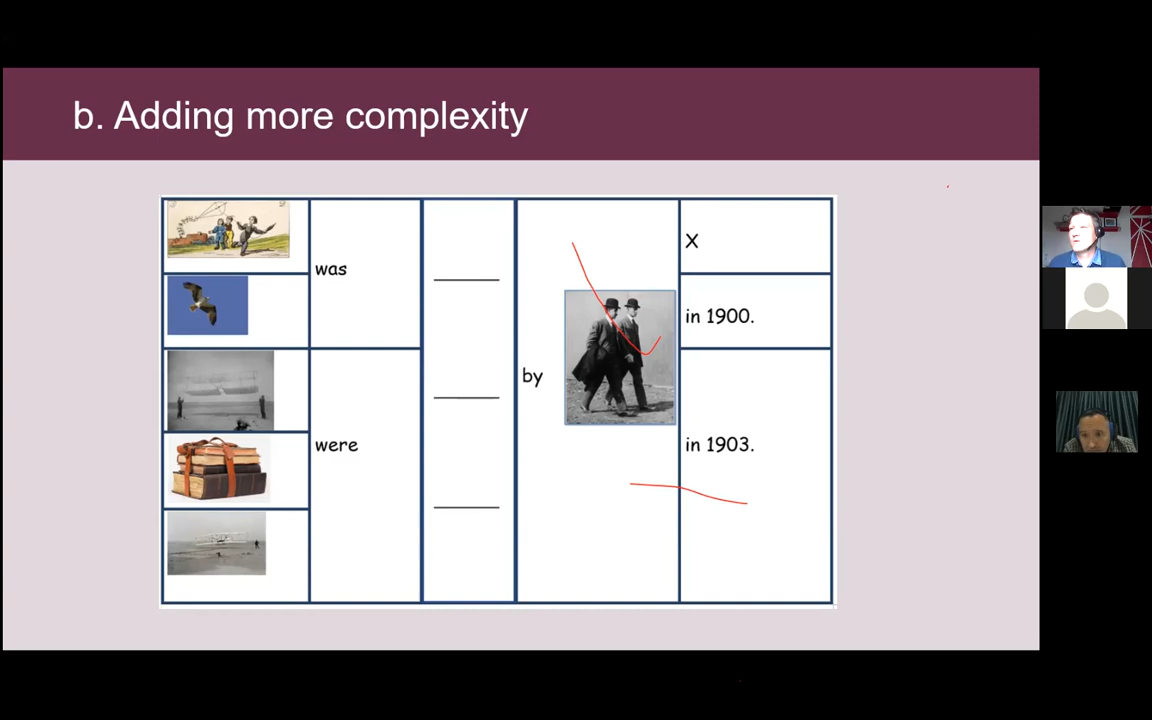 b. Adding more complexity
X
was
in 1900.
by
were
in 1903.